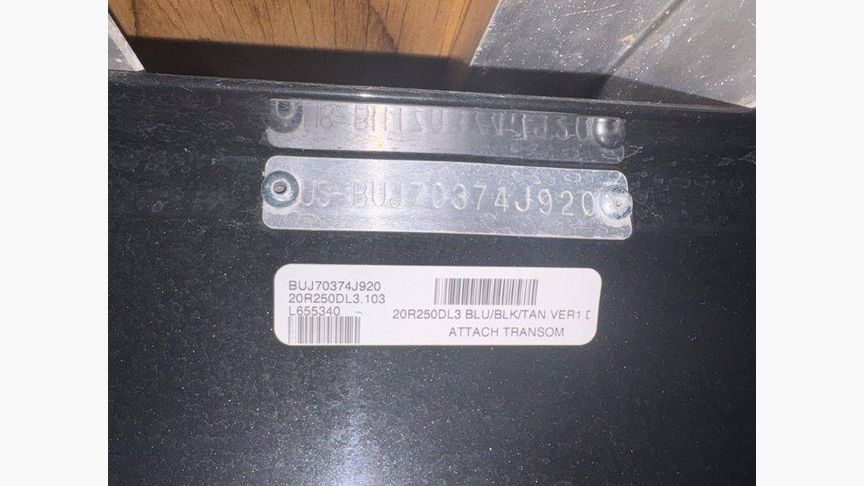 US-BUJ70374J920
BUJ70374J920
20R250DL3.103
L655340
20R250DL3 BLU/BLK/TAN VER1 D
ATTACH TRANSOM